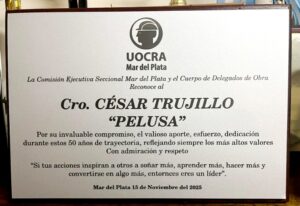 UOCRA
Mar del Plata
La Comisión Ejecutiva Seccional Mar del Plata y el Cuerpo de Delegados de Obra
Reconoce al
Cro. CÉSAR TRUJILLO
“PELUSA”
Por su invaluable compromiso, el valioso aporte, esfuerzo, dedicación
durante estos 50 años de trayectoria, reflejando siempre los más altos valores
Con admiración y respeto
"Si tus acciones inspiran a otros a soñar más, aprender más, hacer más y
convertirse en algo más, entonces eres un líder".
Mar del Plata 15 de Noviembre del 2025